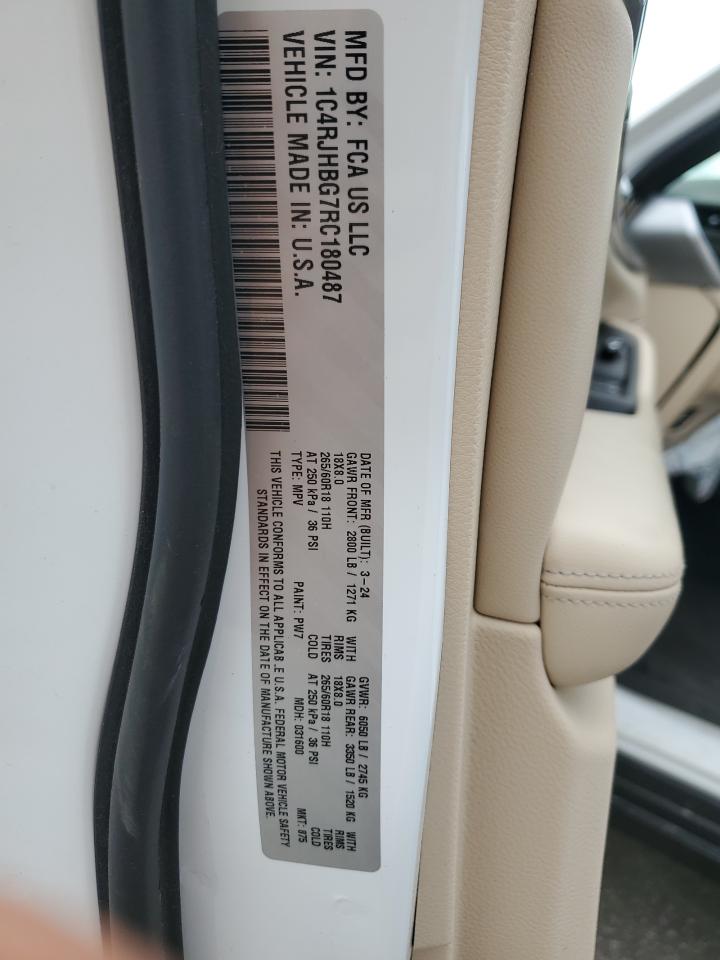 MFD BY: FCA US LLC
VIN: 1C4RJHBG7RC180487
VEHICLE MADE IN: U.S.A.
DATE OF MFR (BUILT): 3-24 GVWR: 6050 LB / 2745 KG
GAWR FRONT: 2800 LB / 1271 KG WITH GAWR REAR: 3350 LB / 1520 KG WITH
18X8.0 RIMS 18X8.0 RIMS
265/60R18 110H TIRES 265/60R18 110H TIRES
AT 250 kPa / 36 PSI COLD AT 250 kPa / 36 PSI COLD
TYPE: MPV PAINT: PW7 MDH: 031600 MKT: 875
THIS VEHICLE CONFORMS TO ALL APPLICAB.E U.S.A. FEDERAL MOTOR VEHICLE SAFETY
STANDARDS IN EFFECT ON THE DATE OF MANUFACTURE SHOWN ABOVE.